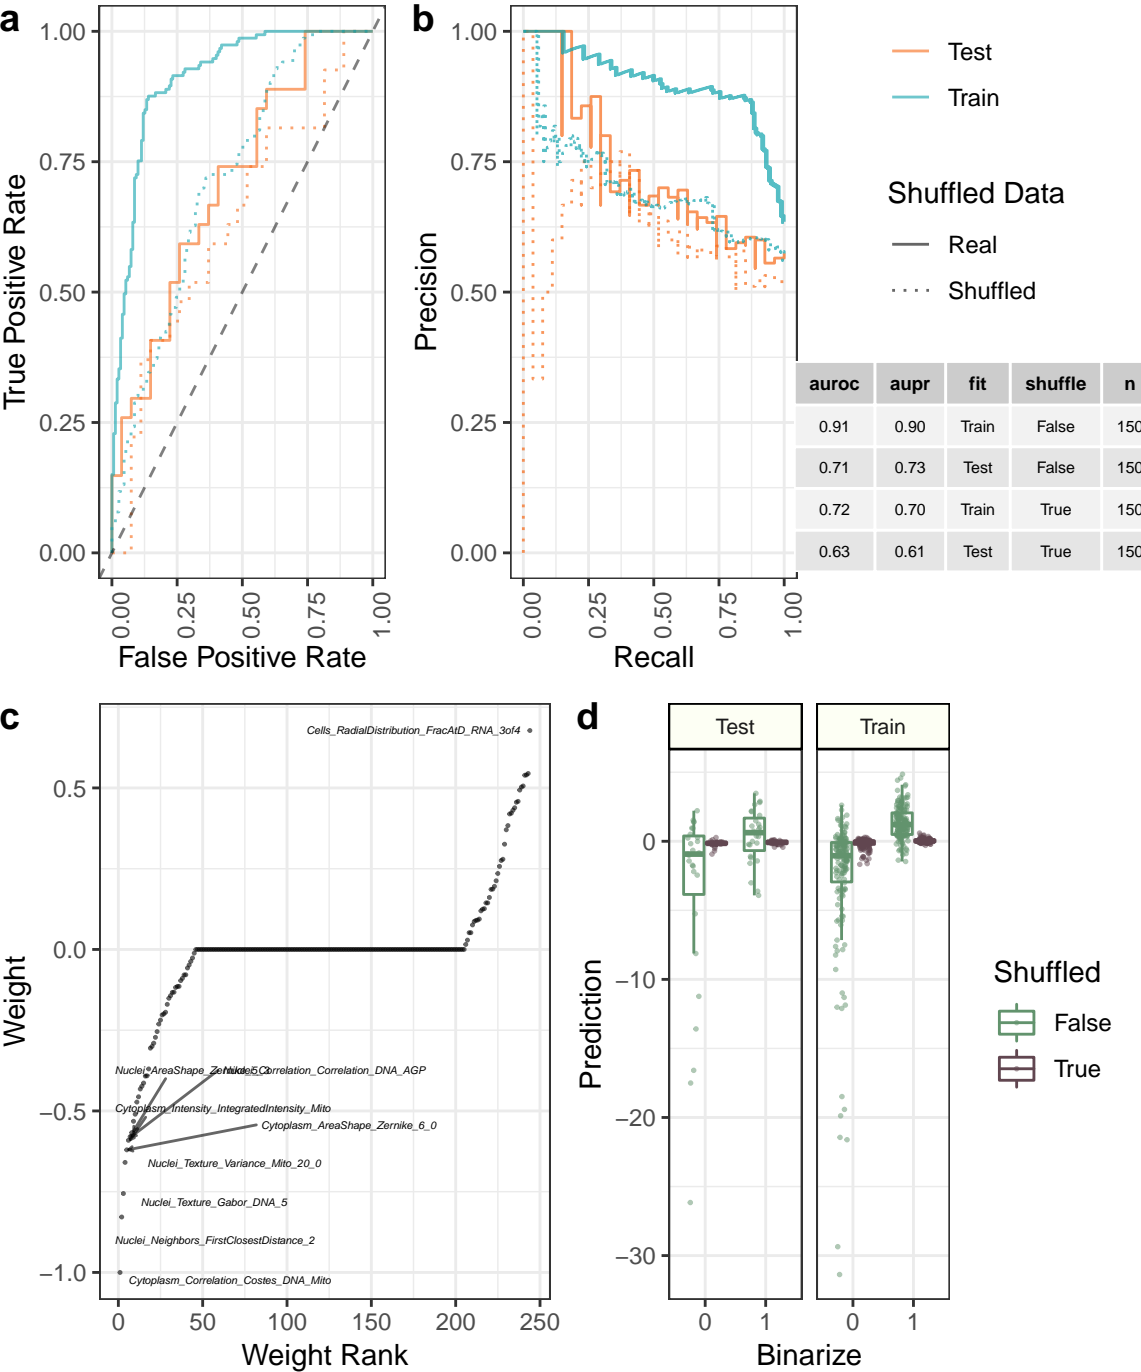 a
True Positive Rate
1.00
0.75
0.50
0.25
0.00
0.00
0.25
0.50
0.75
1.00
False Positive Rate
b
Precision
1.00
0.75
0.50
0.25
0.00
0.00
0.25
0.50
0.75
1.00
Recall
Test
Train
Shuffled Data
Real
Shuffled
auroc aupr fit shuffle n
0.91 0.90 Train False 150
0.71 0.73 Test False 150
0.72 0.70 Train True 150
0.63 0.61 Test True 150
c
Weight
0.5
0.0
−0.5
−1.0
Cells_RadialDistribution_FracAtD_RNA_3of4
Nuclei_AreaShape_Zernike_5_3
Nuclei_Correlation_Correlation_DNA_AGP
Cytoplasm_Intensity_IntegratedIntensity_Mito
Cytoplasm_AreaShape_Zernike_6_0
Nuclei_Texture_Variance_Mito_20_0
Nuclei_Texture_Gabor_DNA_5
Nuclei_Neighbors_FirstClosestDistance_2
Cytoplasm_Correlation_Costes_DNA_Mito
0 50 100 150 200 250
Weight Rank
d
Test Train
Prediction
0
−10
−20
−30
0 1 0 1
Binarize
Shuffled
False
True